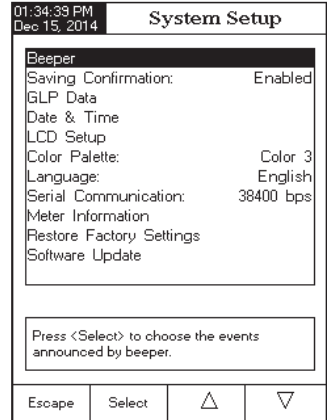 01:34:39 PM
Dec 15, 2014
System Setup
Beeper
Saving Confirmation: Enabled
GLP Data
Date & Time
LCD Setup
Color Palette: Color 3
Language: English
Serial Communication: 38400 bps
Meter Information
Restore Factory Settings
Software Update
Press <Select> to choose the events
announced by beeper.
Escape Select △ ▽